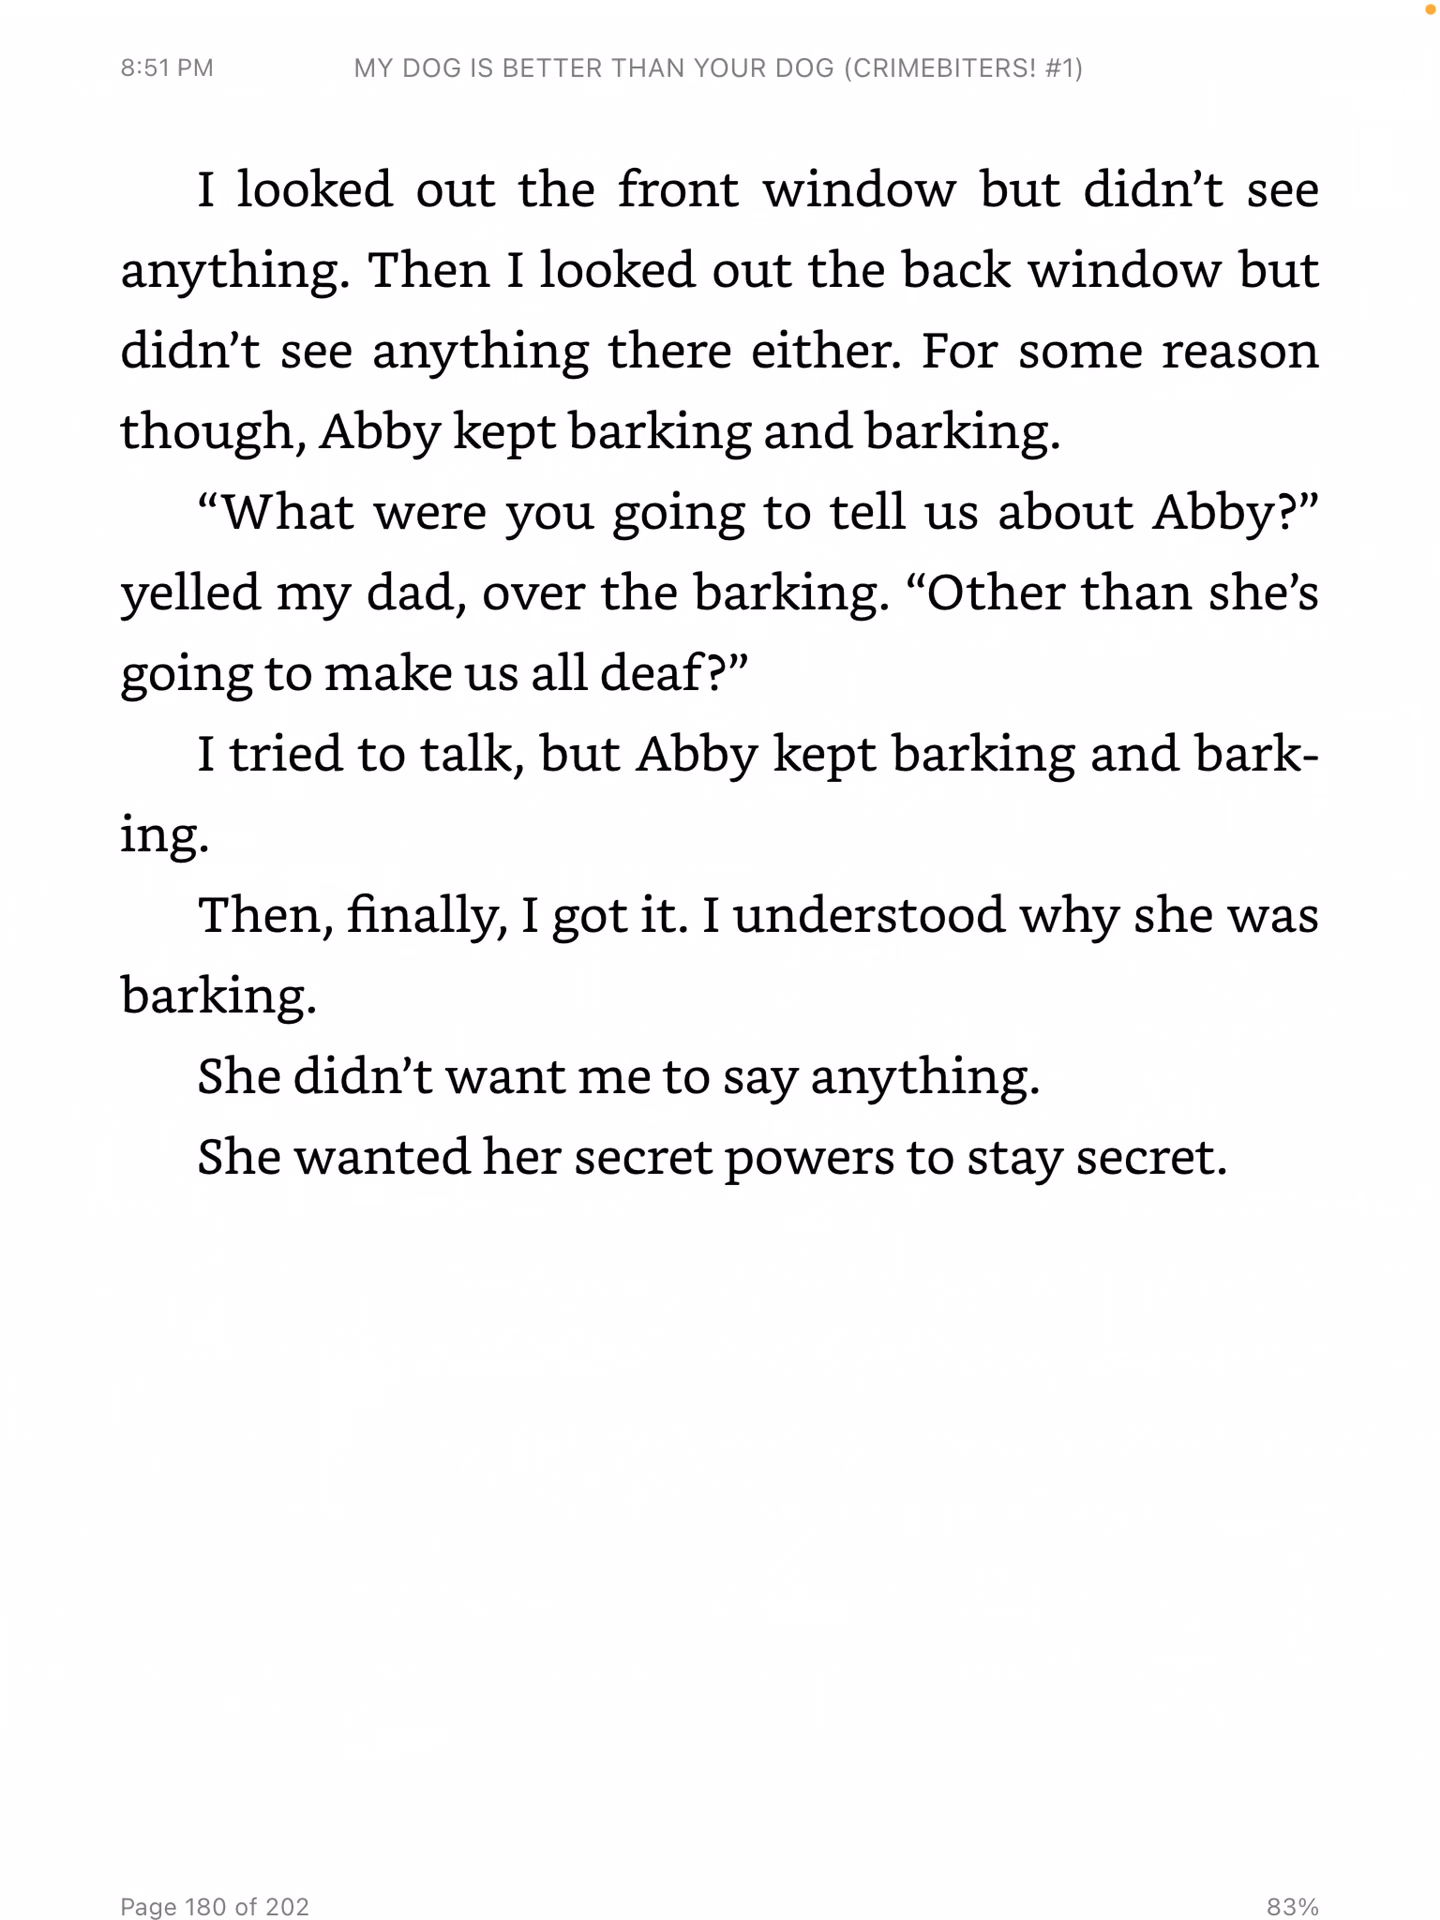 8:51 PM MY DOG IS BETTER THAN YOUR DOG (CRIMEBITERS! #1)
I looked out the front window but didn’t see
anything. Then I looked out the back window but
didn’t see anything there either. For some reason
though, Abby kept barking and barking.
“What were you going to tell us about Abby?”
yelled my dad, over the barking. “Other than she’s
going to make us all deaf?”
I tried to talk, but Abby kept barking and bark-
ing.
Then, finally, I got it. I understood why she was
barking.
She didn’t want me to say anything.
She wanted her secret powers to stay secret.
Page 180 of 202 83%